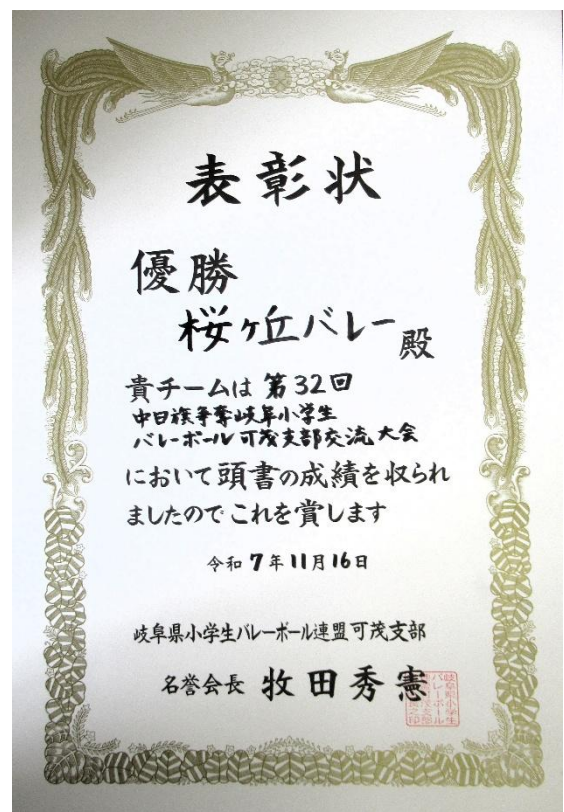 表彰状
優勝
桜ヶ丘バレー殿
貴チームは 第32回
中日旗争奪岐阜小学生
バレーボール可茂支部交流大会
において頭書の成績を収られ
ましたのでこれを賞します
令和7年11月16日
岐阜県小学生バレーボール連盟可茂支部
名誉会長 牧田秀憲